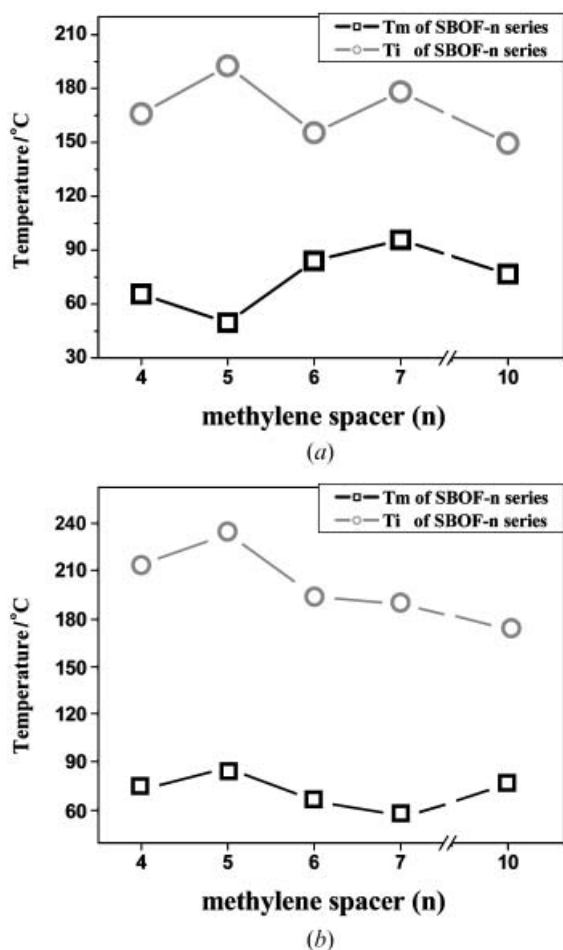 Tm of SBOF-n series
Ti of SBOF-n series
210
180
150
120
90
60
30
Temperature/°C
4 5 6 7 10
methylene spacer (n)
(a)
Tm of SBOF-n series
Ti of SBOF-n series
240
210
180
150
120
90
60
Temperature/°C
4 5 6 7 10
methylene spacer (n)
(b)